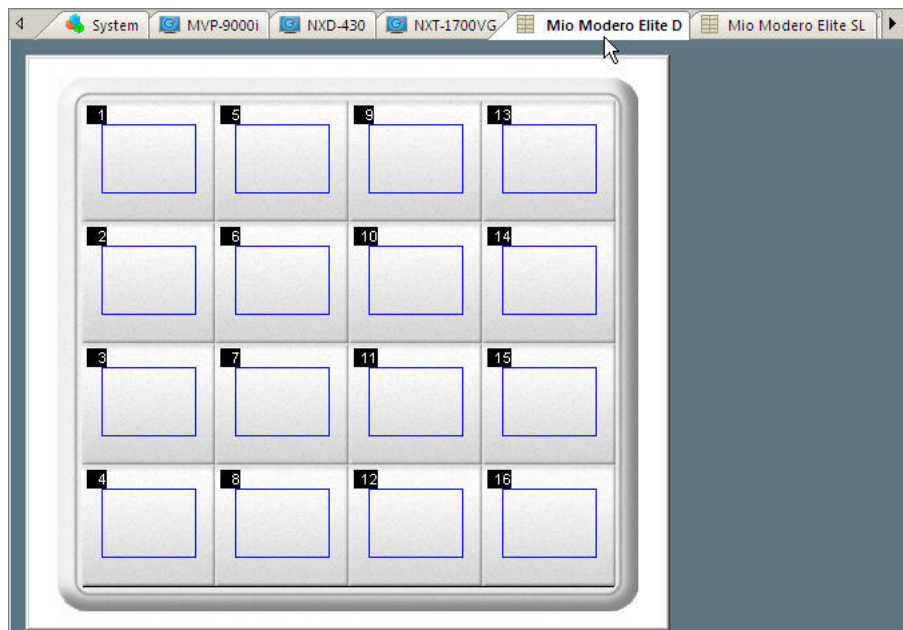 System MVP-9000i NXD-430 NXT-1700VG Mio Modero Elite D Mio Modero Elite SL
1 5 9 13
2 6 10 14
3 7 11 15
4 8 12 16